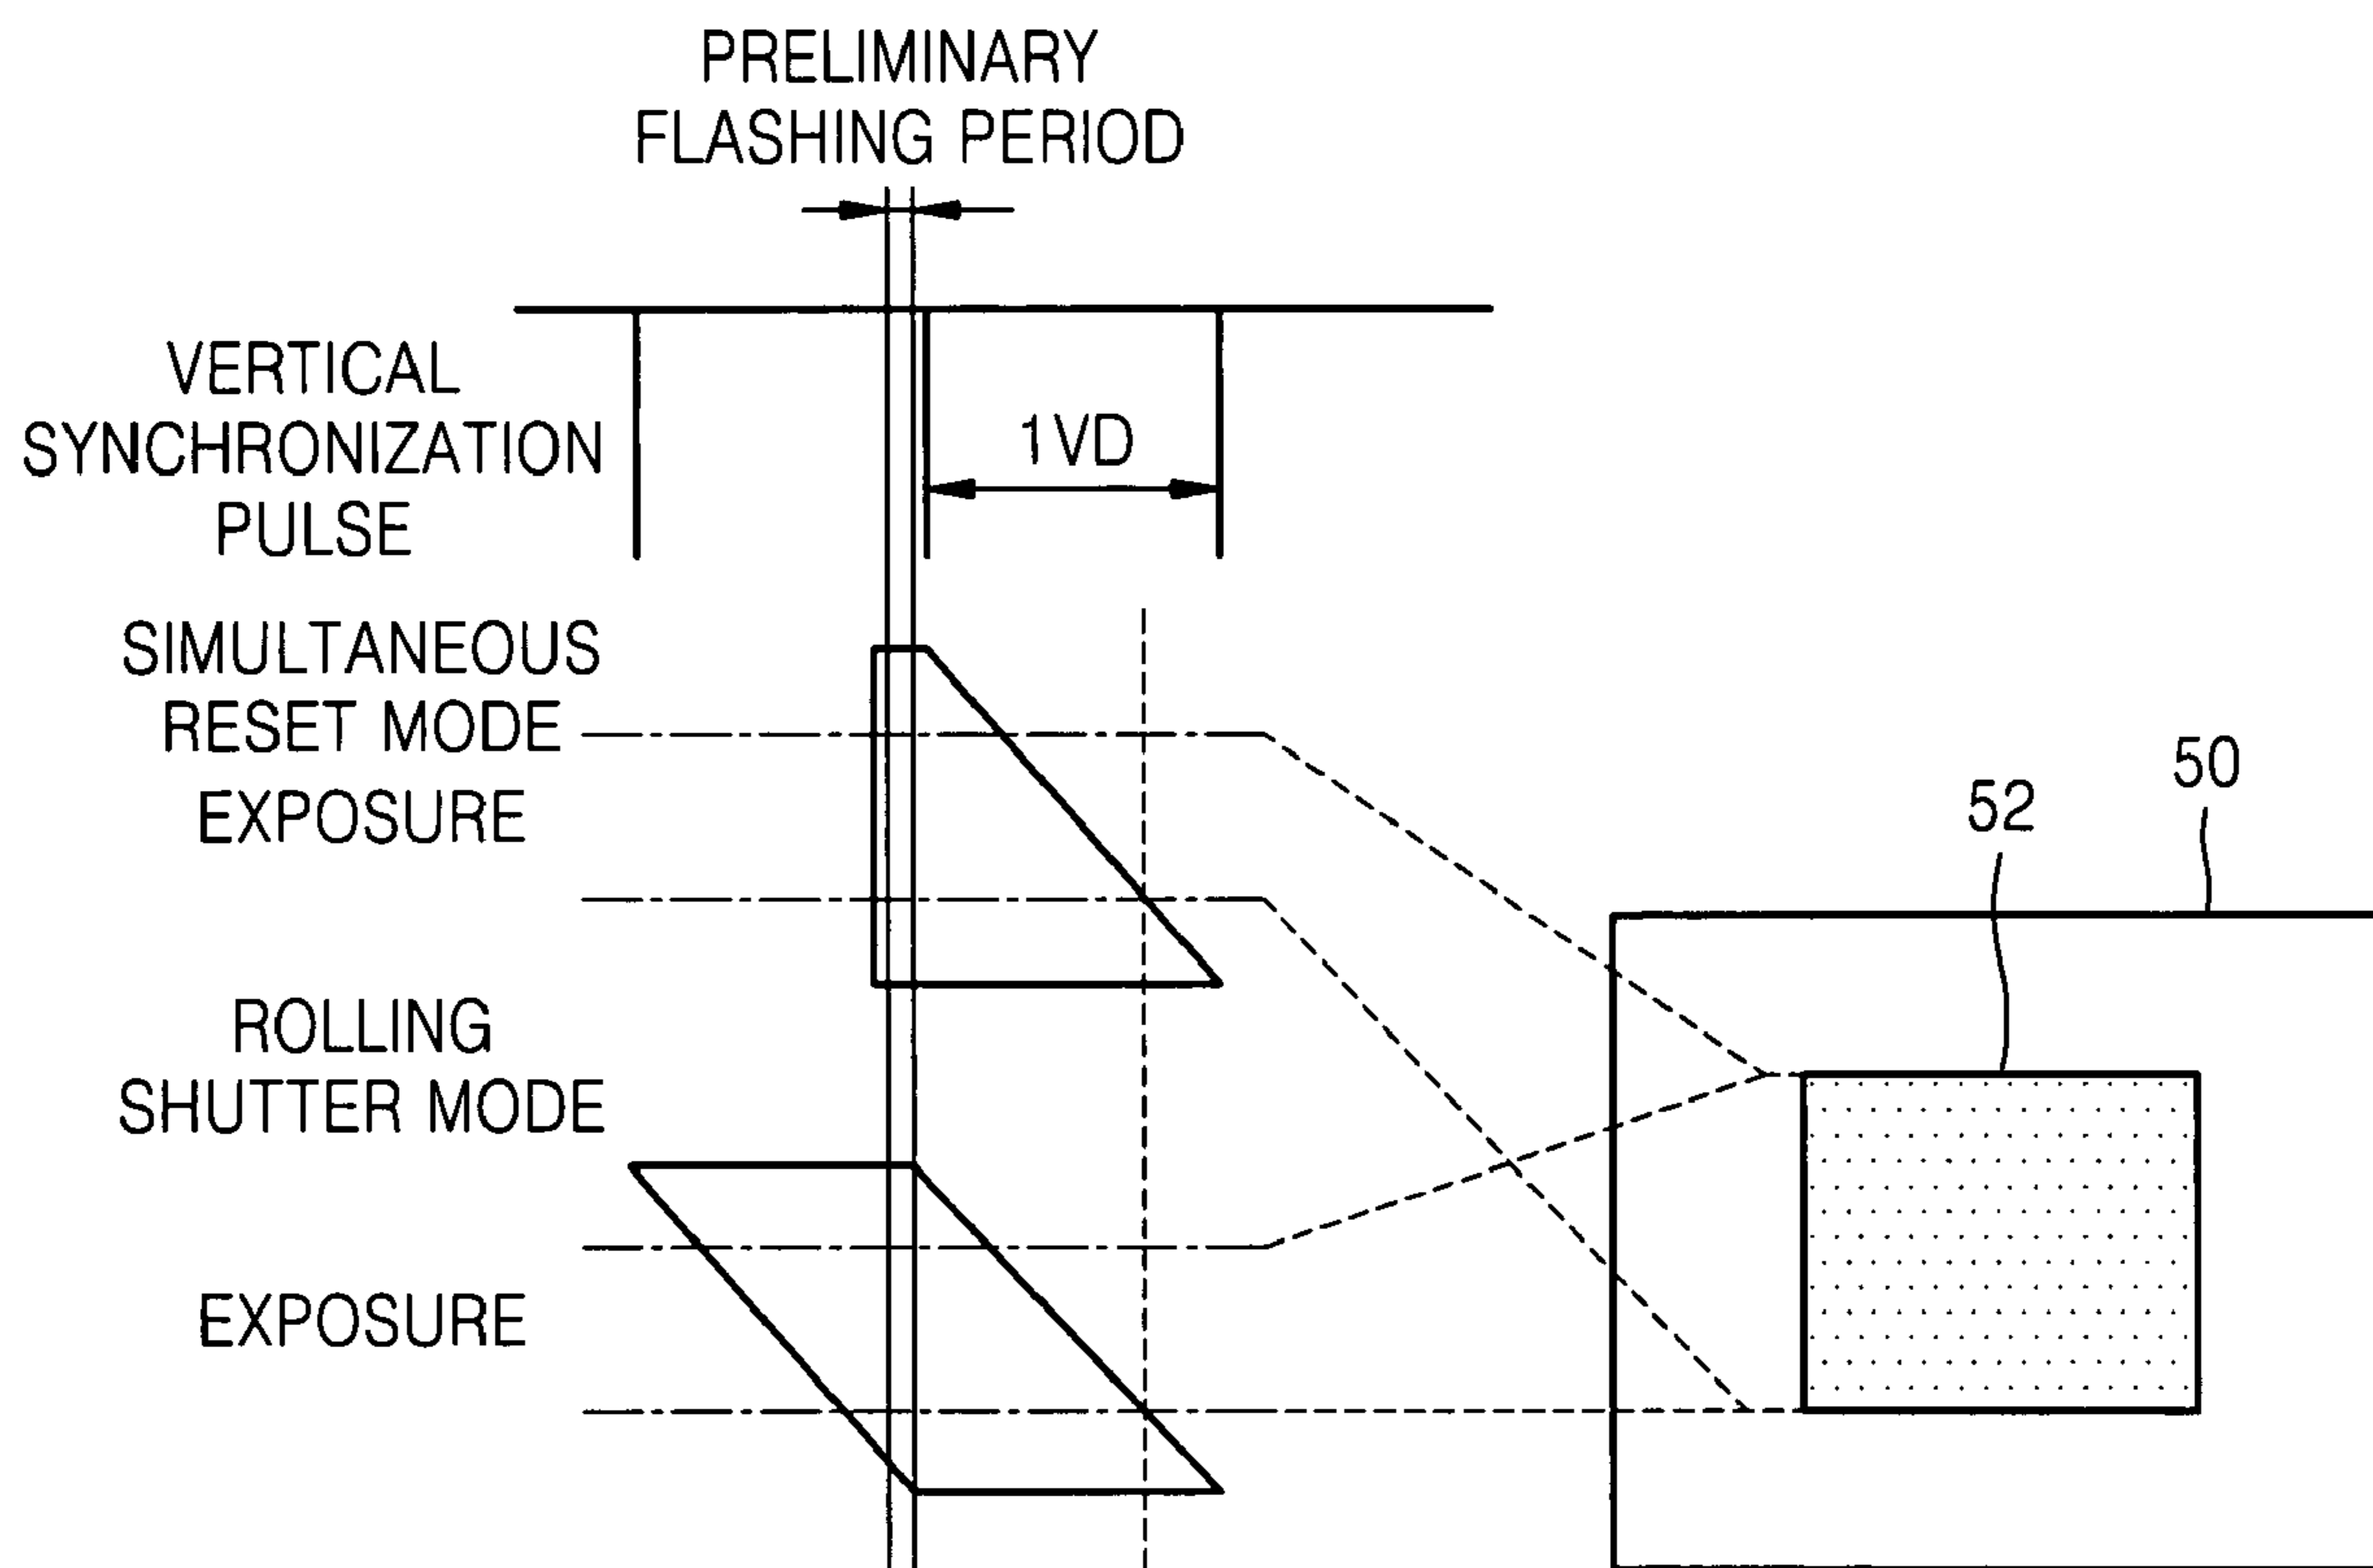 PRELIMINARY
FLASHING PERIOD
VERTICAL
SYNCHRONIZATION
PULSE
1VD
SIMULTANEOUS
RESET MODE
EXPOSURE
52
50
ROLLING
SHUTTER MODE
EXPOSURE